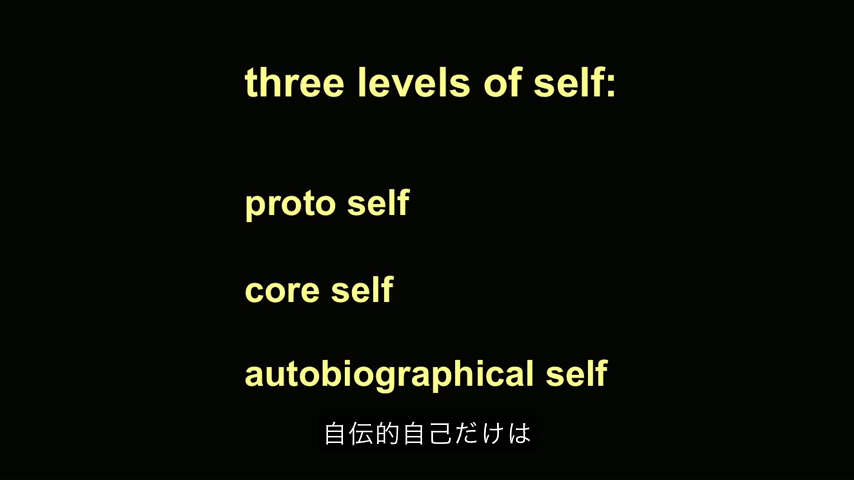 three levels of self:
proto self
core self
autobiographical self
自伝的自己だけは